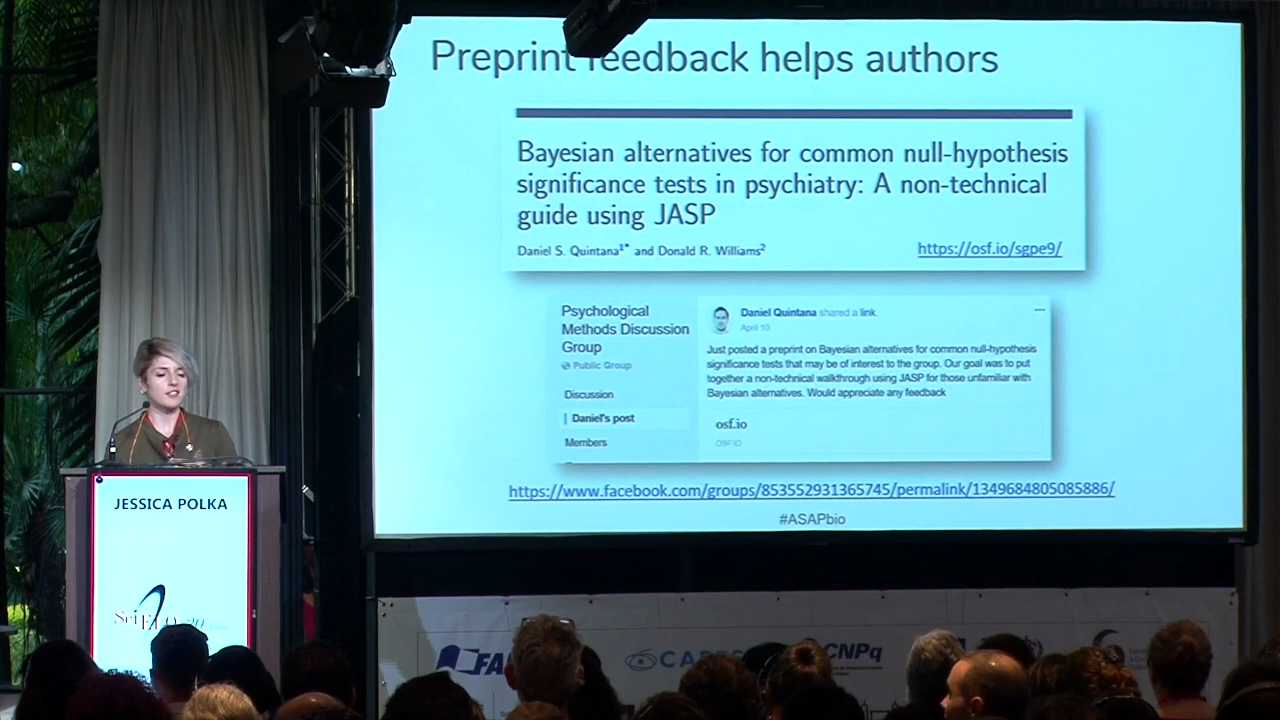 Preprint feedback helps authors
Bayesian alternatives for common null-hypothesis
significance tests in psychiatry: A non-technical
guide using JASP
Daniel S. Quintana1* and Donald R. Williams2
https://osf.io/sgpe9/
Psychological
Methods Discussion
Group
Public Group
Discussion
Daniel's post
Members
Daniel Quintana shared a link.
April 10
Just posted a preprint on Bayesian alternatives for common null-hypothesis
significance tests that may be of interest to the group. Our goal was to put
together a non-technical walkthrough using JASP for those unfamiliar with
Bayesian alternatives. Would appreciate any feedback
osf.io
OSF.IO
https://www.facebook.com/groups/853552931365745/permalink/1349684805085886/
#ASAPbio
JESSICA POLKA
SciELO 20
CNPq